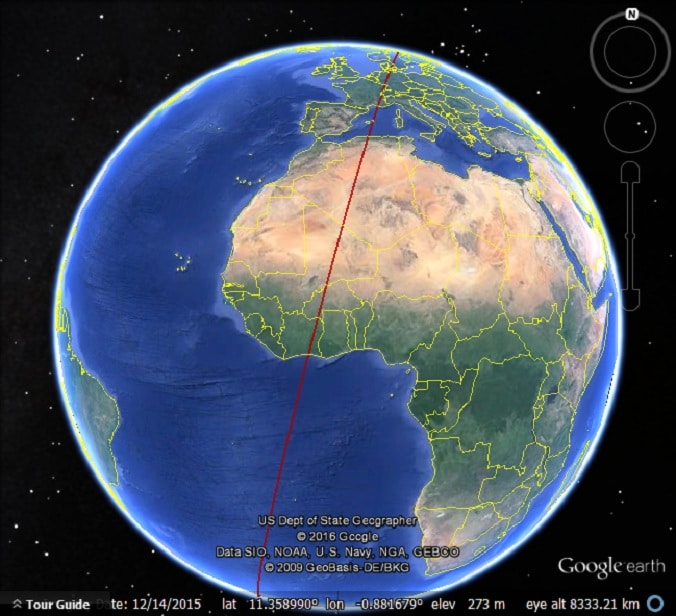 N
US Dept of State Geographer
© 2016 Google
Data SIO, NOAA, U.S. Navy, NGA, GEBCO
© 2009 GeoBasis-DE/BKG
Google earth
Tour Guide te: 12/14/2015 lat 11.358990° lon -0.881679° elev 273 m eye alt 8333.21 km